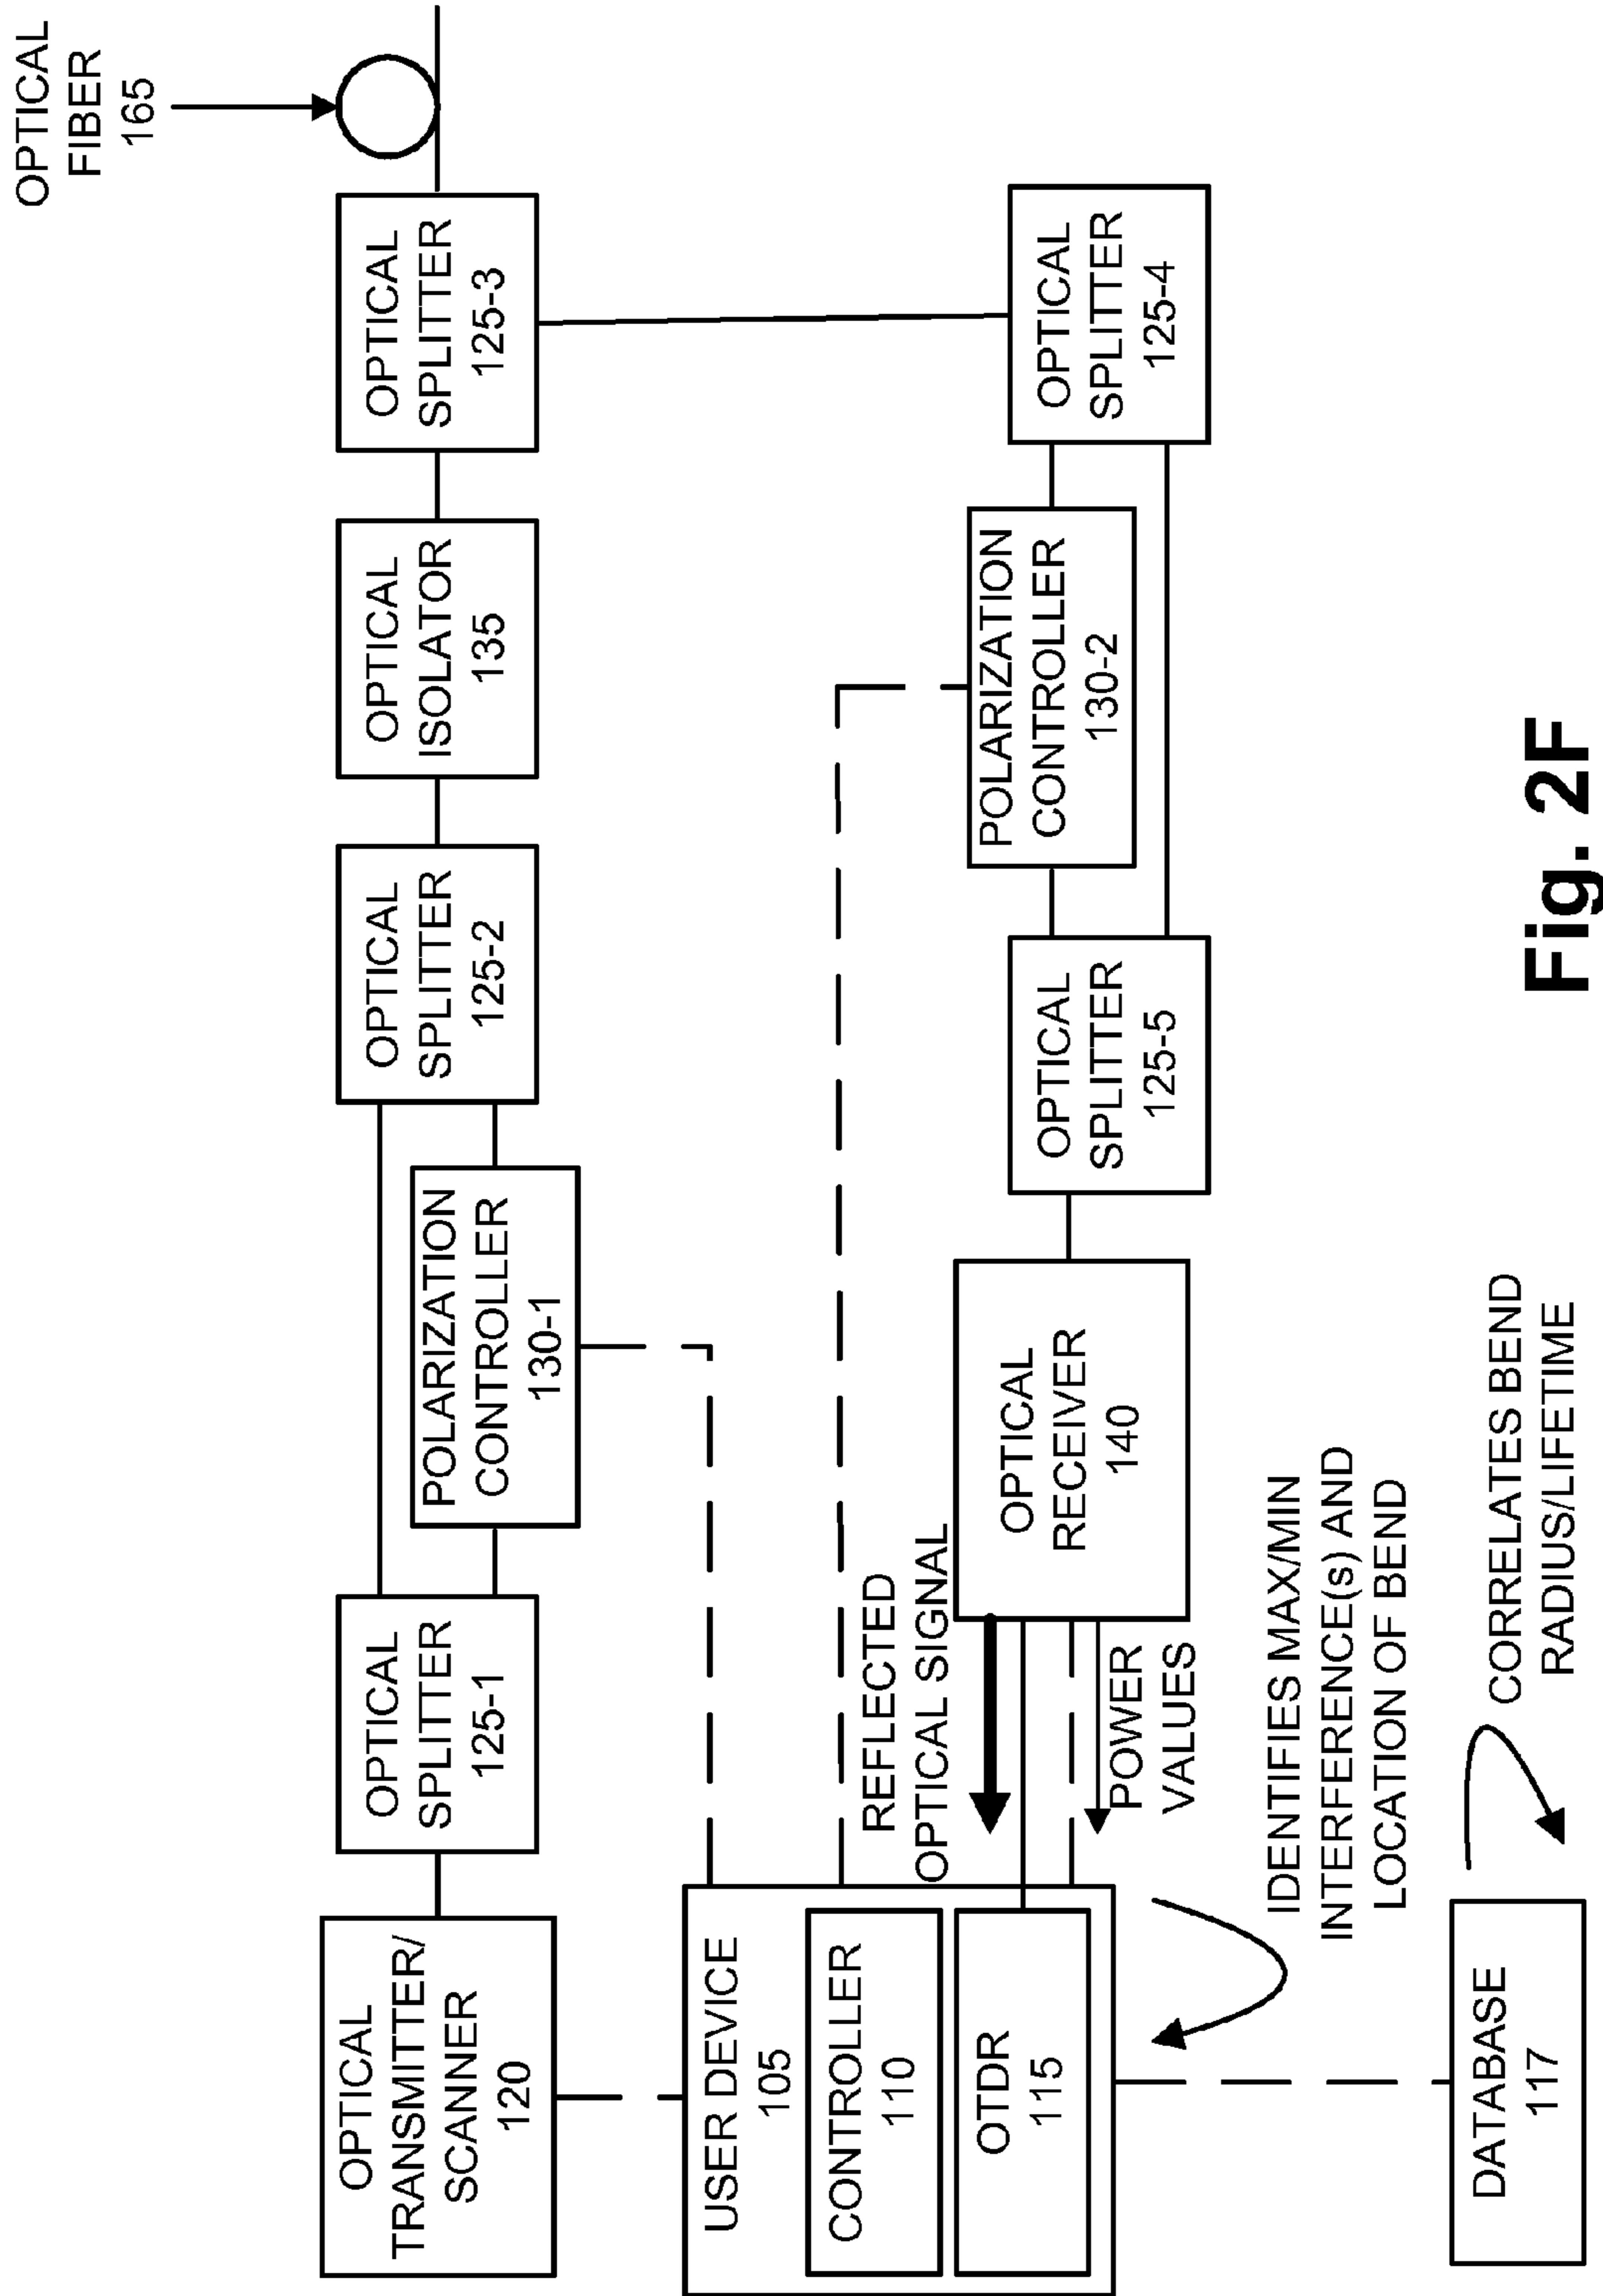 OPTICAL
FIBER
165
OPTICAL
TRANSMITTER/
SCANNER
120
OPTICAL
SPLITTER
125-1
POLARIZATION
CONTROLLER
130-1
OPTICAL
SPLITTER
125-2
OPTICAL
ISOLATOR
135
OPTICAL
SPLITTER
125-3
USER DEVICE
105
CONTROLLER
110
OTDR
115
REFLECTED
OPTICAL SIGNAL
POWER
VALUES
OPTICAL
RECEIVER
140
OPTICAL
SPLITTER
125-5
POLARIZATION
CONTROLLER
130-2
OPTICAL
SPLITTER
125-4
IDENTIFIES MAX/MIN
INTERFERENCE(s) AND
LOCATION OF BEND
DATABASE
117
CORRELATES BEND
RADIUS/LIFETIME
Fig. 2F